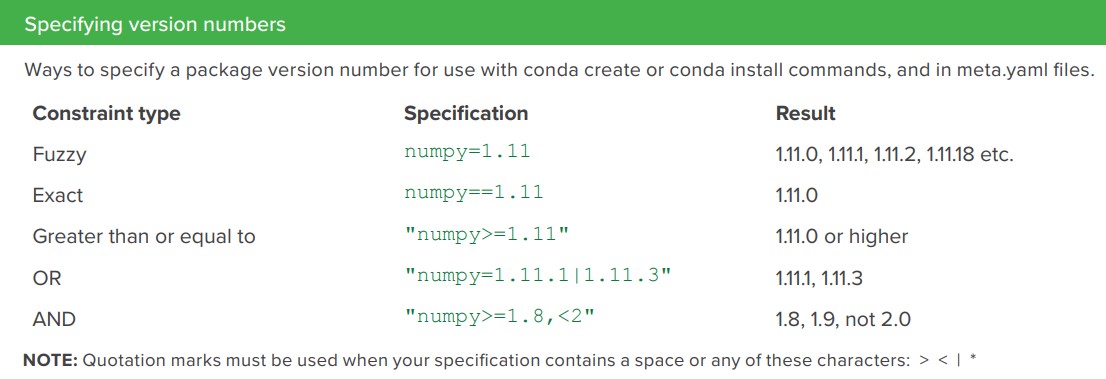 Specifying version numbers
Ways to specify a package version number for use with conda create or conda install commands, and in meta.yaml files.
Constraint type Specification Result
Fuzzy numpy=1.11 1.11.0, 1.11.1, 1.11.2, 1.11.18 etc.
Exact numpy==1.11 1.11.0
Greater than or equal to "numpy>=1.11" 1.11.0 or higher
OR "numpy=1.11.1|1.11.3" 1.11.1, 1.11.3
AND "numpy>=1.8,<2" 1.8, 1.9, not 2.0
NOTE: Quotation marks must be used when your specification contains a space or any of these characters: > < | *